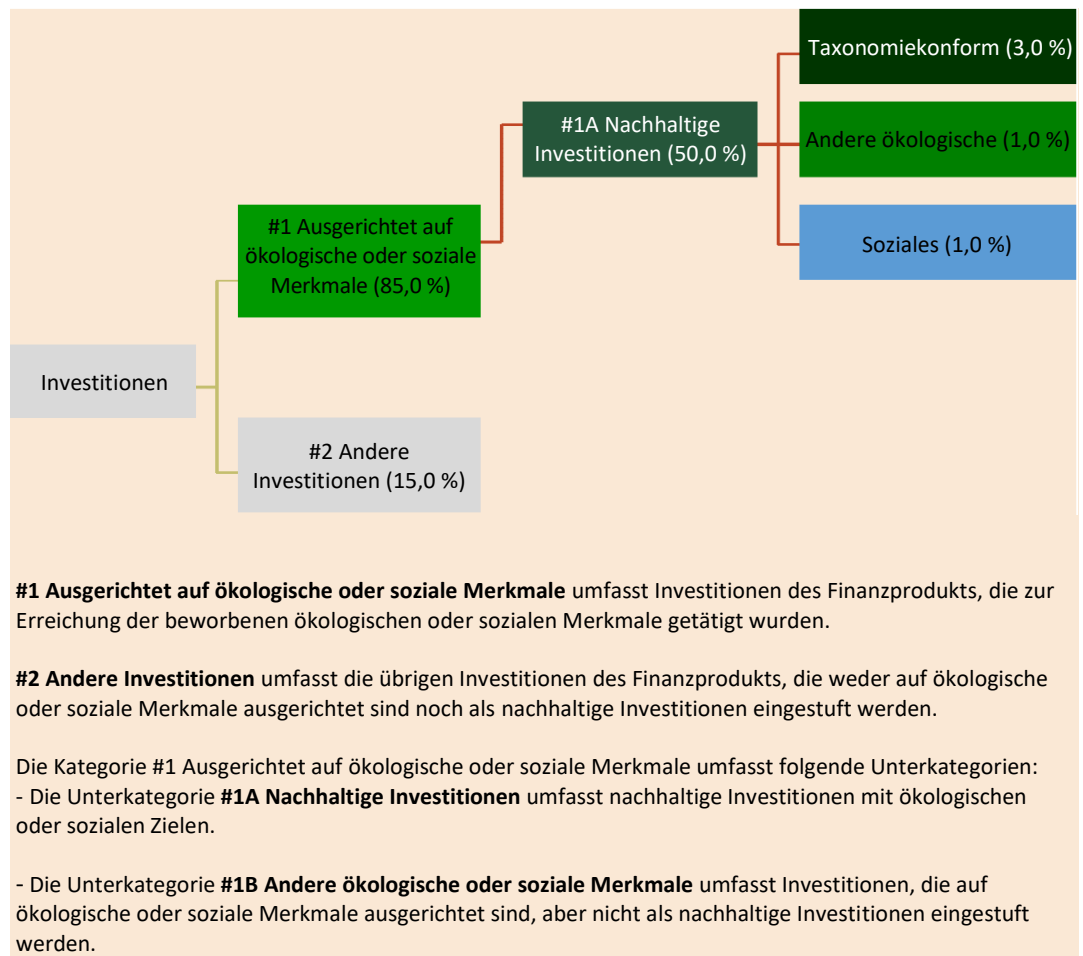 Taxonomiekonform (3,0 %)
#1A Nachhaltige
Investitionen (50,0 %)
Andere ökologische (1,0 %)
#1 Ausgerichtet auf
ökologische oder soziale
Merkmale (85,0 %)
Soziales (1,0 %)
Investitionen
#2 Andere
Investitionen (15,0 %)
#1 Ausgerichtet auf ökologische oder soziale Merkmale umfasst Investitionen des Finanzprodukts, die zur
Erreichung der beworbenen ökologischen oder sozialen Merkmale getätigt wurden.
#2 Andere Investitionen umfasst die übrigen Investitionen des Finanzprodukts, die weder auf ökologische
oder soziale Merkmale ausgerichtet sind noch als nachhaltige Investitionen eingestuft werden.
Die Kategorie #1 Ausgerichtet auf ökologische oder soziale Merkmale umfasst folgende Unterkategorien:
- Die Unterkategorie #1A Nachhaltige Investitionen umfasst nachhaltige Investitionen mit ökologischen
oder sozialen Zielen.
- Die Unterkategorie #1B Andere ökologische oder soziale Merkmale umfasst Investitionen, die auf
ökologische oder soziale Merkmale ausgerichtet sind, aber nicht als nachhaltige Investitionen eingestuft
werden.